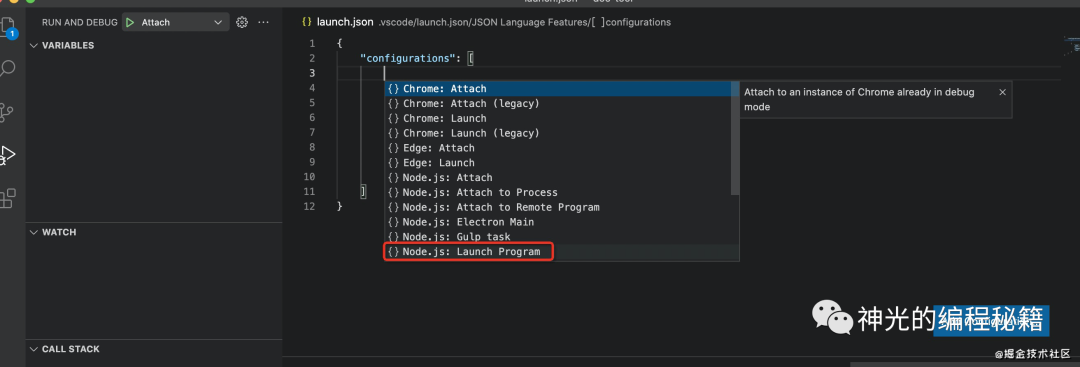 RUN AND DEBUG Attach
VARIABLES
WATCH
CALL STACK
1
launch.json .vscode/launch.json/JSON Language Features/[ ]configurations
1 {
2 "configurations": [
3
4 {} Chrome: Attach
5 {} Chrome: Attach (legacy)
6 {} Chrome: Launch
7 {} Chrome: Launch (legacy)
8 {} Edge: Attach
9 {} Edge: Launch
10 {} Node.js: Attach
11 ] {} Node.js: Attach to Process
12 } {} Node.js: Attach to Remote Program
{} Node.js: Electron Main
{} Node.js: Gulp task
{} Node.js: Launch Program
Attach to an instance of Chrome already in debug
mode
神光的编程秘籍
@掘金技术社区